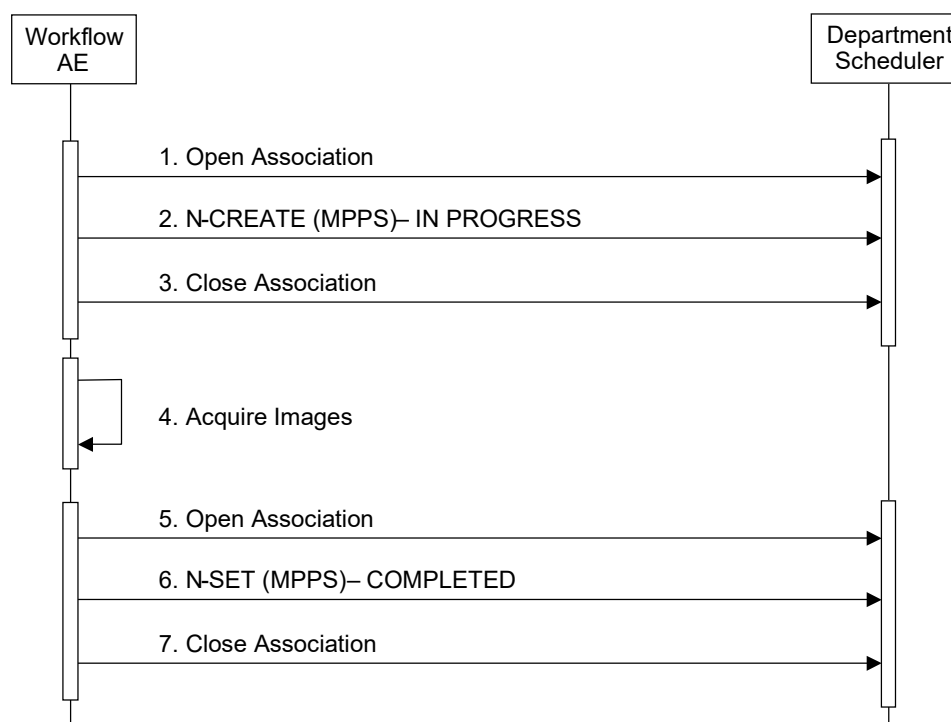 Workflow
AE
Department
Scheduler
1. Open Association
2. N-CREATE (MPPS)– IN PROGRESS
3. Close Association
4. Acquire Images
5. Open Association
6. N-SET (MPPS)– COMPLETED
7. Close Association